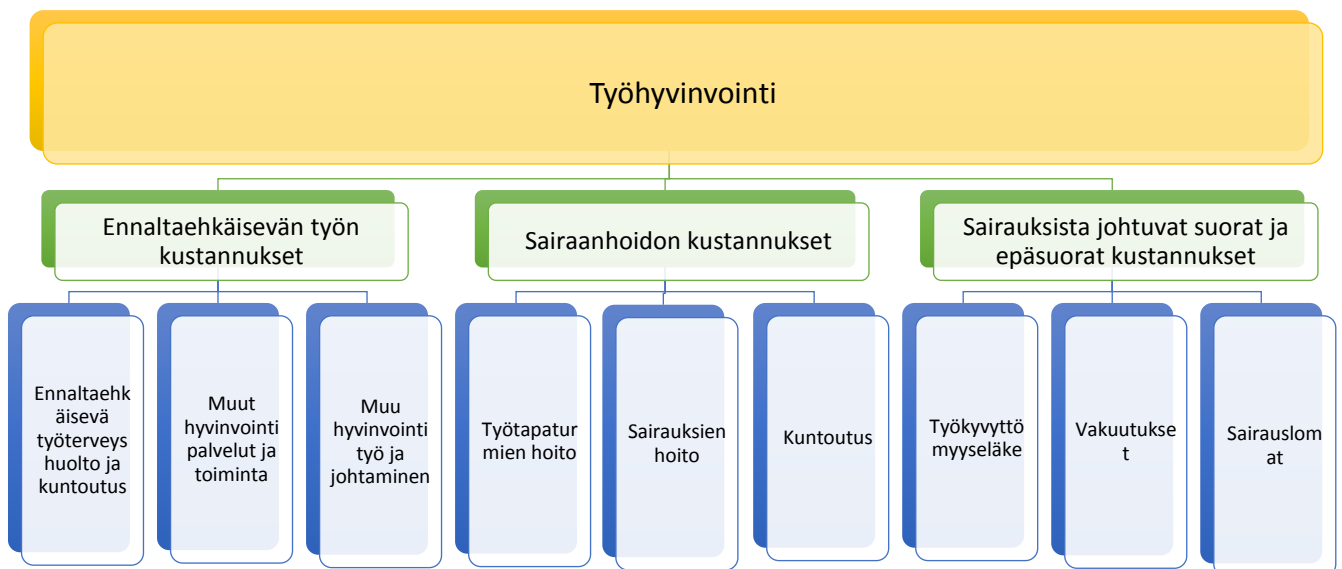 Työhyvinvointi
Ennaltaehkäisevän työn
kustannukset
Sairaanhoidon kustannukset
Sairauksista johtuvat suorat ja
epäsuorat kustannukset
Ennaltaehk
äisevä
työterveys
huolto ja
kuntoutus
Muut
hyvinvointi
palvelut ja
toiminta
Muu
hyvinvointi
työ ja
johtaminen
Työtapatur
mien hoito
Sairauksien
hoito
Kuntoutus
Työkyvyttö
myyseläke
Vakuutukse
t
Sairauslom
at